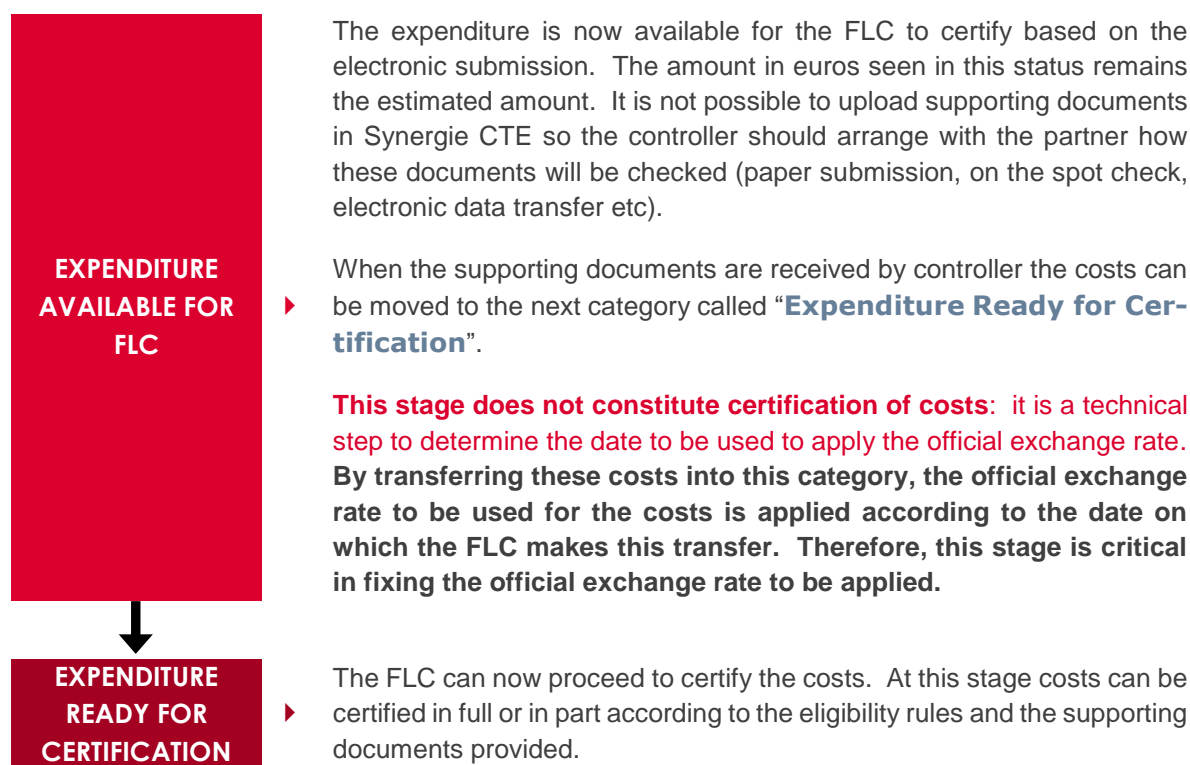 The expenditure is now available for the FLC to certify based on the
electronic submission. The amount in euros seen in this status remains
the estimated amount. It is not possible to upload supporting documents
in Synergie CTE so the controller should arrange with the partner how
these documents will be checked (paper submission, on the spot check,
electronic data transfer etc).
EXPENDITURE
AVAILABLE FOR
FLC
When the supporting documents are received by controller the costs can
be moved to the next category called “Expenditure Ready for Cer-
tification”.
This stage does not constitute certification of costs: it is a technical
step to determine the date to be used to apply the official exchange rate.
By transferring these costs into this category, the official exchange
rate to be used for the costs is applied according to the date on
which the FLC makes this transfer. Therefore, this stage is critical
in fixing the official exchange rate to be applied.
EXPENDITURE
READY FOR
CERTIFICATION
The FLC can now proceed to certify the costs. At this stage costs can be
certified in full or in part according to the eligibility rules and the supporting
documents provided.